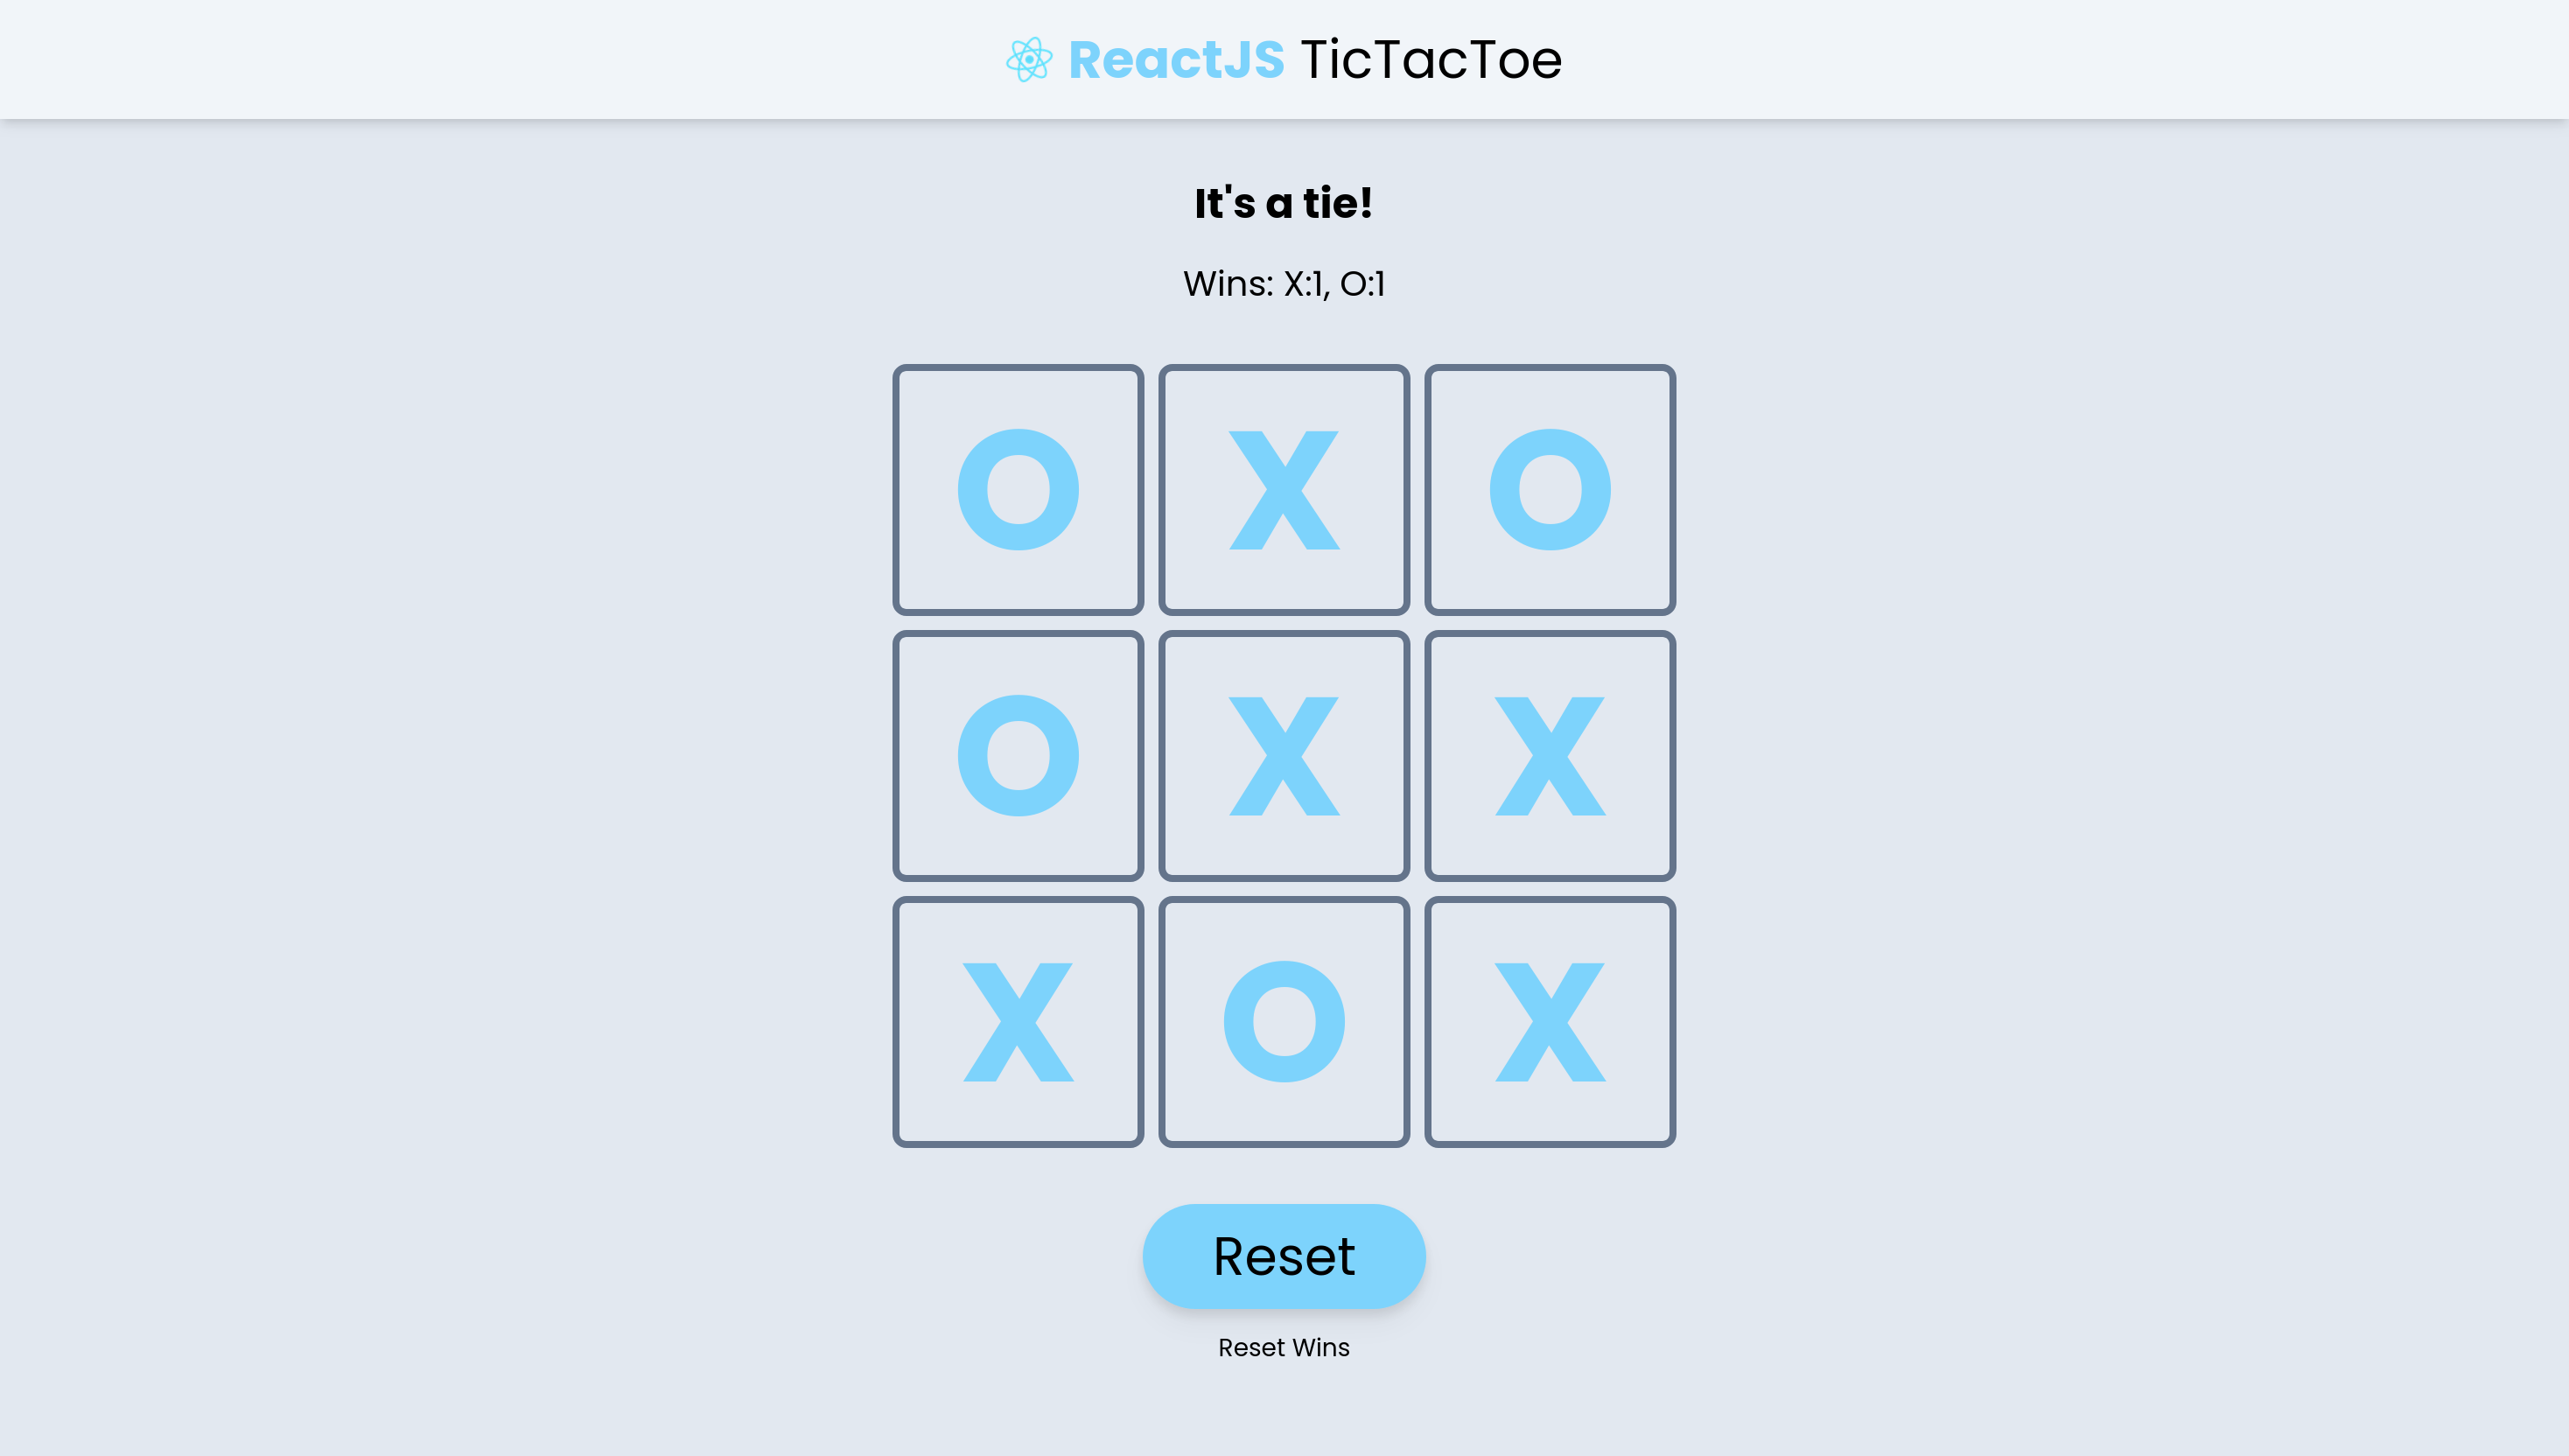 ReactJS TicTacToe
It's a tie!
Wins: X:1, O:1
O X O
O X X
X O X
Reset
Reset Wins